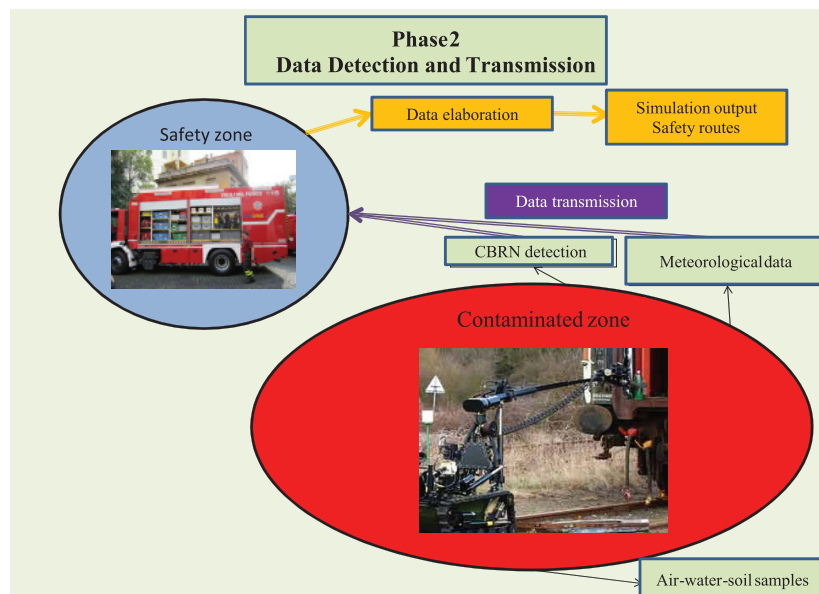 Phase2
Data Detection and Transmission
Data elaboration
Simulation output
Safety routes
Safety zone
Data transmission
CBRN detection
Meteorological data
Contaminated zone
Air-water-soil samples